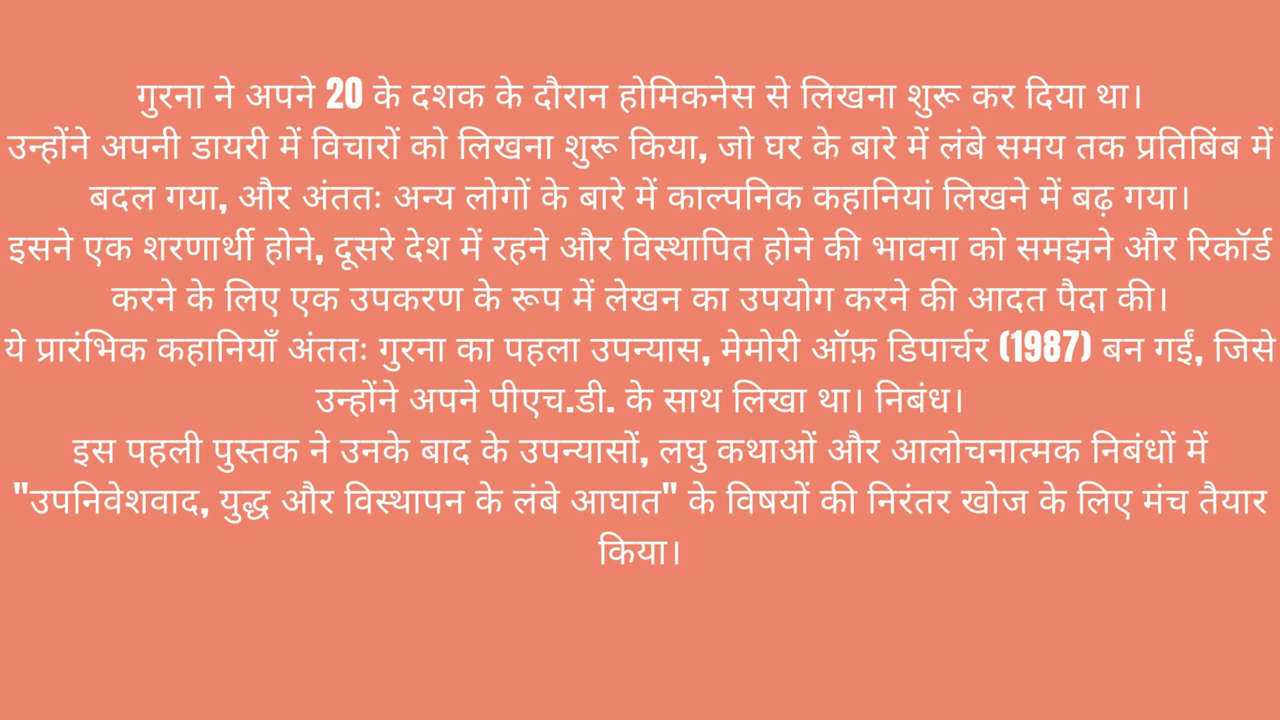 गुरना ने अपने 20 के दशक के दौरान होमिकनेस से लिखना शुरू कर दिया था।
उन्होंने अपनी डायरी में विचारों को लिखना शुरू किया, जो घर के बारे में लंबे समय तक प्रतिबिंब में
बदल गया, और अंततः अन्य लोगों के बारे में काल्पनिक कहानियां लिखने में बढ़ गया।
इसने एक शरणार्थी होने, दूसरे देश में रहने और विस्थापित होने की भावना को समझने और रिकॉर्ड
करने के लिए एक उपकरण के रूप में लेखन का उपयोग करने की आदत पैदा की।
ये प्रारंभिक कहानियाँ अंततः गुरना का पहला उपन्यास, मेमोरी ऑफ़ डिपार्चर (1987) बन गईं, जिसे
उन्होंने अपने पीएच.डी. के साथ लिखा था। निबंध।
इस पहली पुस्तक ने उनके बाद के उपन्यासों, लघु कथाओं और आलोचनात्मक निबंधों में
"उपनिवेशवाद, युद्ध और विस्थापन के लंबे आघात" के विषयों की निरंतर खोज के लिए मंच तैयार
किया।